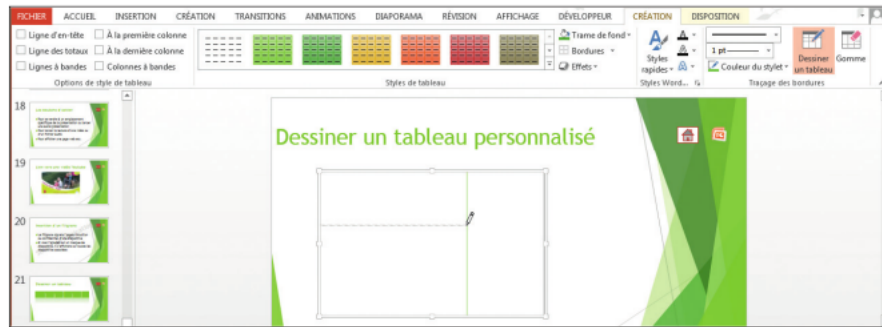 FICHIER ACCUEIL INSERTION CRÉATION TRANSITIONS ANIMATIONS DIAPORAMA RÉVISION AFFICHAGE DÉVELOPPEUR CRÉATION DISPOSITION
Ligne d'en-tête À la première colonne
Ligne des totaux À la dernière colonne
Lignes à bandes Colonnes à bandes
Options de style de tableau
Styles de tableau
Trame de fond
Bordures
Effets
Styles rapides
Styles Word...
1 pt
Couleur du stylet
Dessiner un tableau
Gomme
Traçage des bordures
18
19
20
21
Dessiner un tableau personnalisé